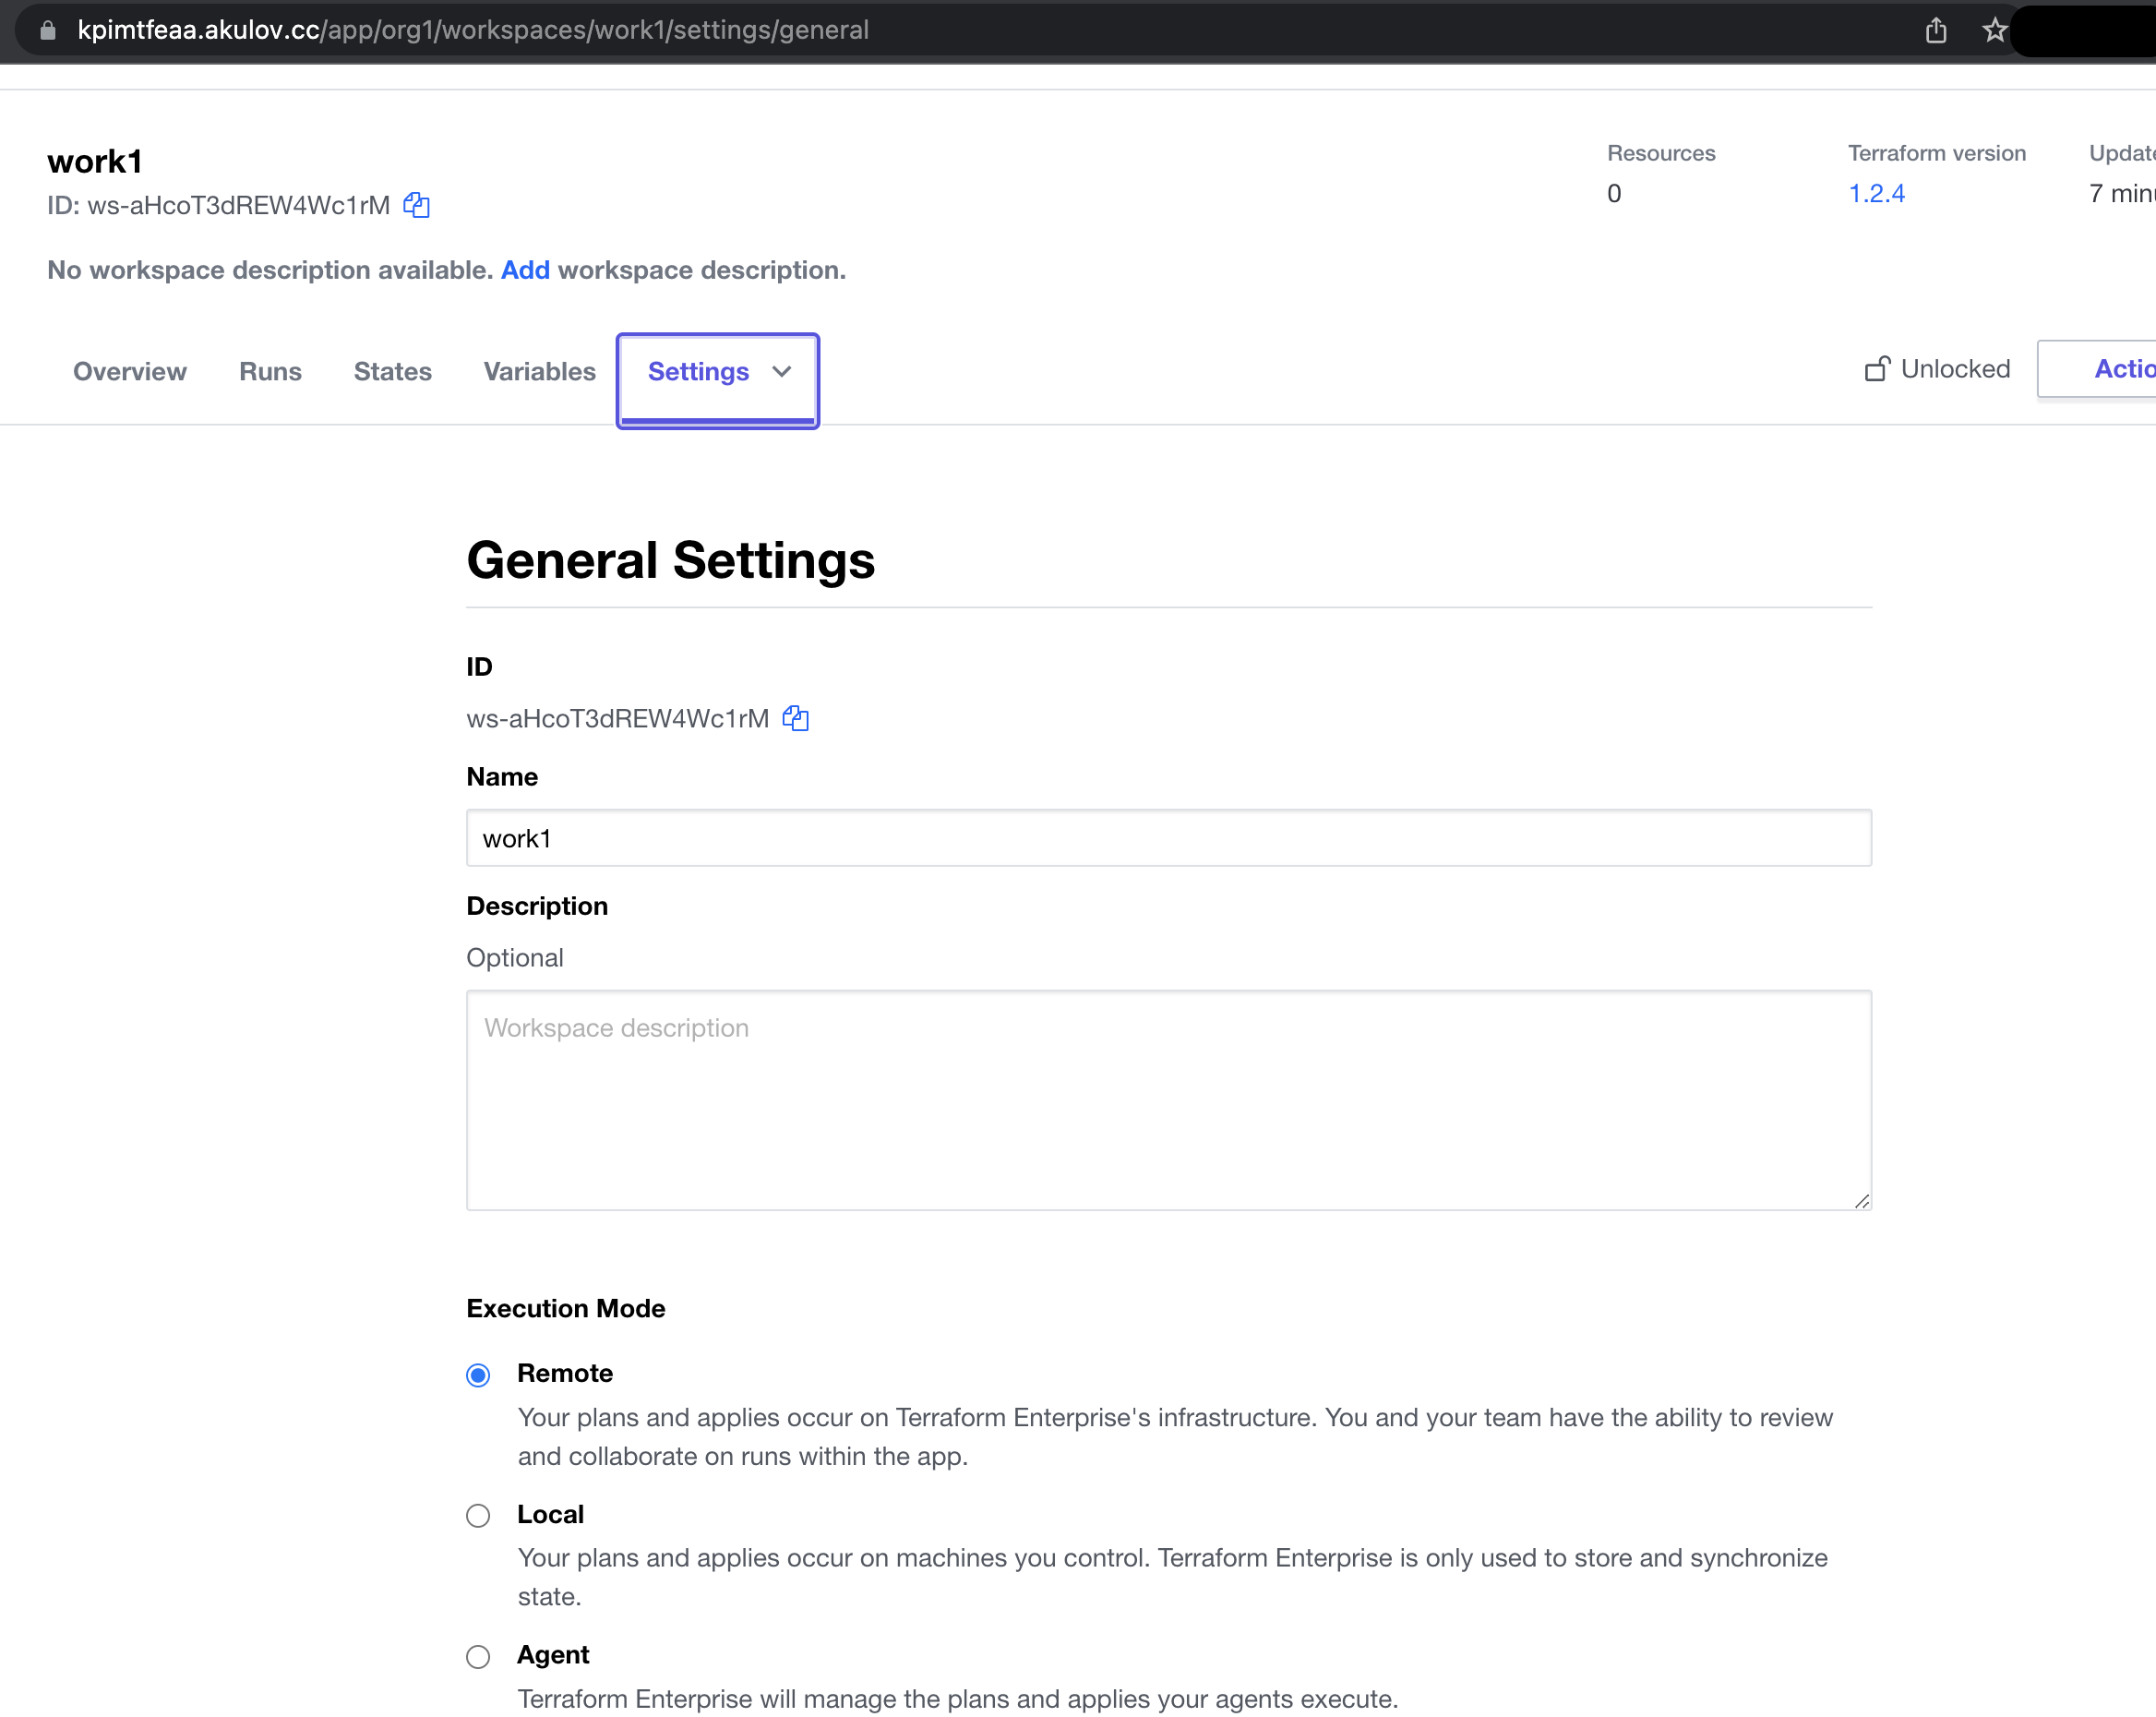 kpimtfeaa.akulov.cc/app/org1/workspaces/work1/settings/general
work1
ID: ws-aHcoT3dREW4Wc1rM
No workspace description available. Add workspace description.
Resources
0
Terraform version
1.2.4
Update
7 min
Overview
Runs
States
Variables
Settings
Unlocked
Actio
General Settings
ID
ws-aHcoT3dREW4Wc1rM
Name
work1
Description
Optional
Workspace description
Execution Mode
Remote
Your plans and applies occur on Terraform Enterprise's infrastructure. You and your team have the ability to review
and collaborate on runs within the app.
Local
Your plans and applies occur on machines you control. Terraform Enterprise is only used to store and synchronize
state.
Agent
Terraform Enterprise will manage the plans and applies your agents execute.